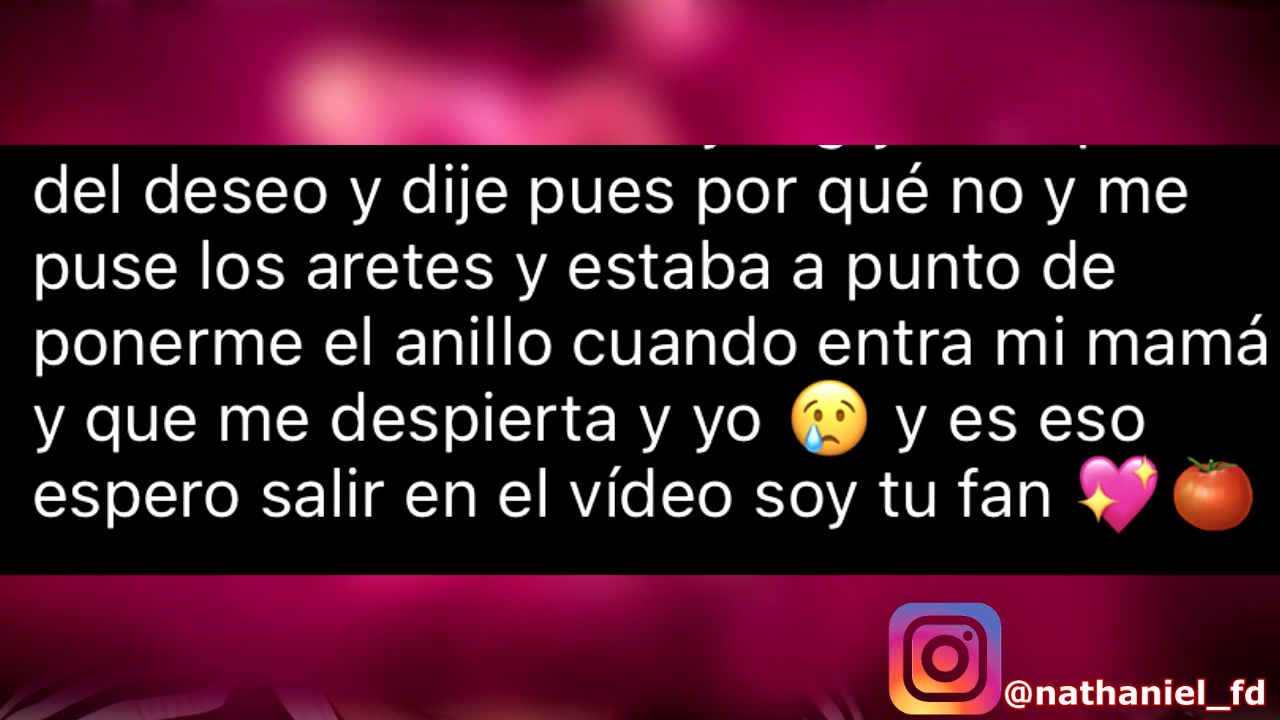 del deseo y dije pues por qué no y me
puse los aretes y estaba a punto de
ponerme el anillo cuando entra mi mamá
y que me despierta y yo 😢 y es eso
espero salir en el vídeo soy tu fan 💖🍅
@nathaniel_fd